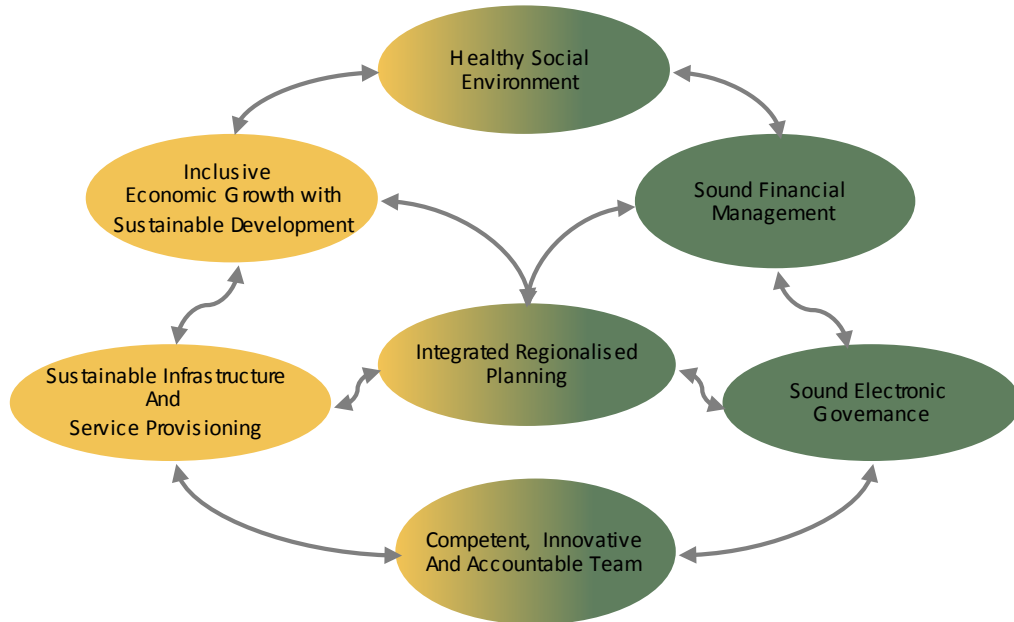 Healthy Social
Environment
Inclusive
Economic Growth with
Sustainable Development
Sound Financial
Management
Integrated Regionalised
Planning
Sustainable Infrastructure
And
Service Provisioning
Sound Electronic
Governance
Competent, Innovative
And Accountable Team